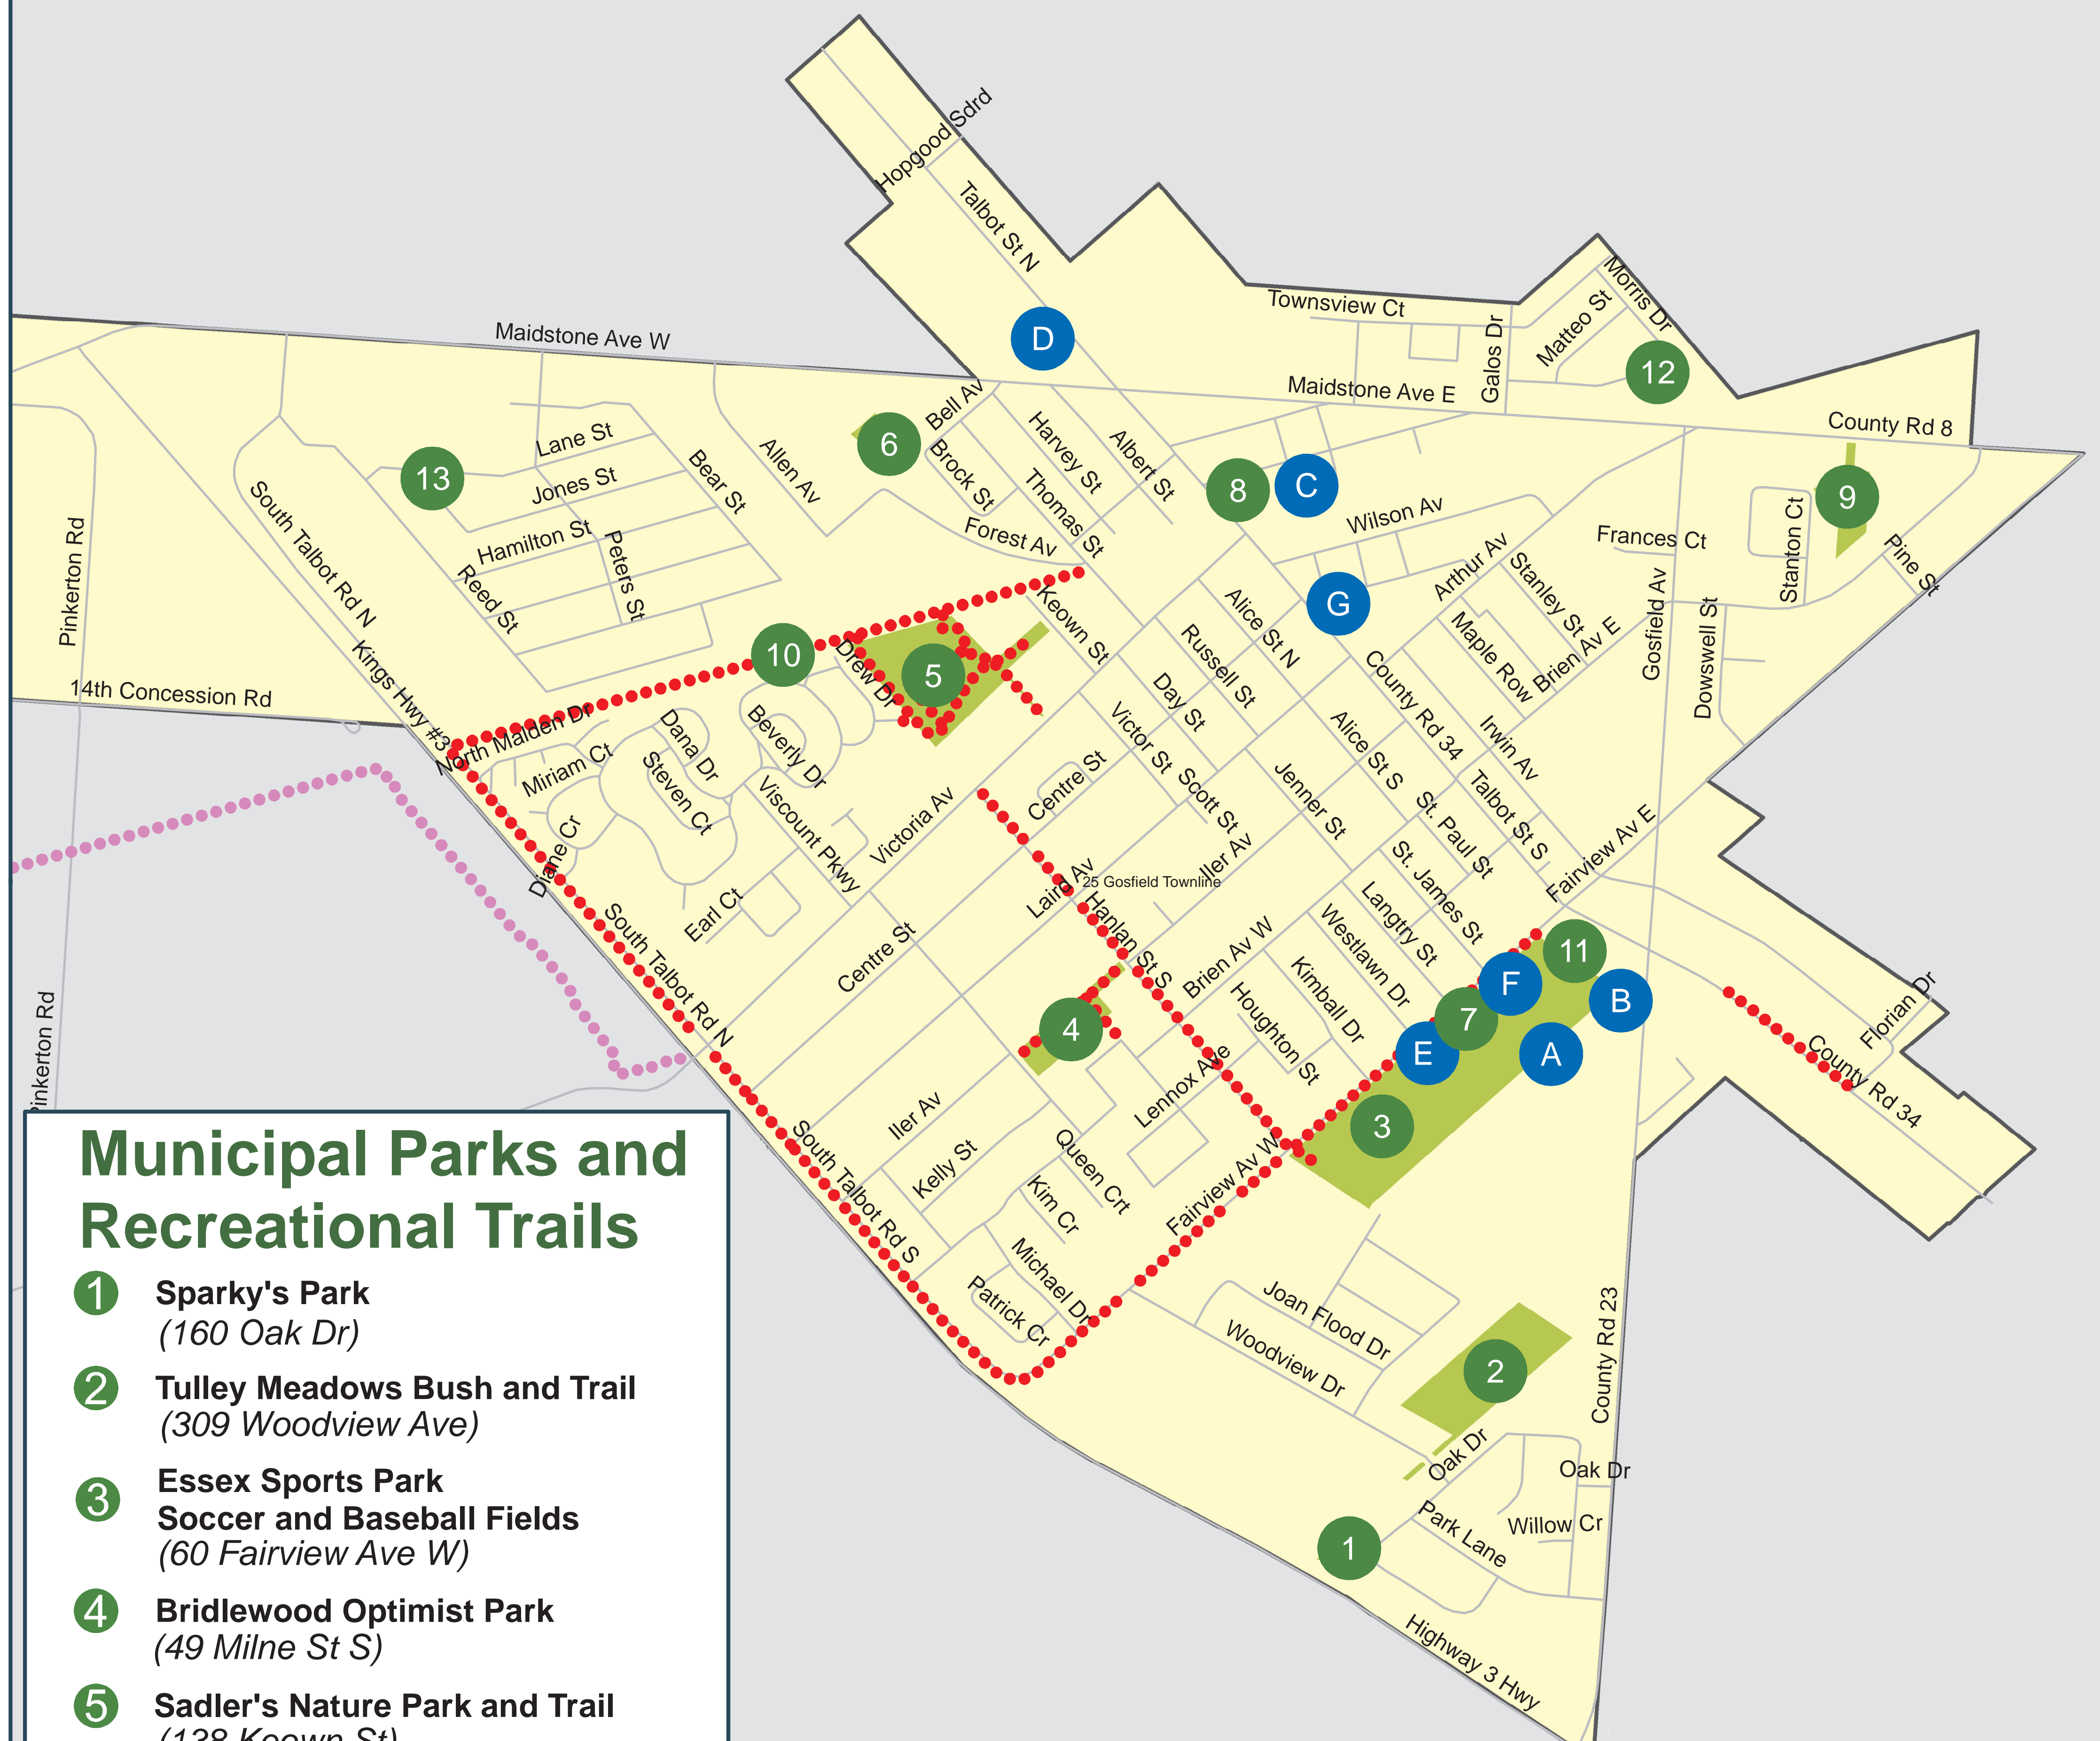 Hopgood Sdrd
Talbot St N
D
Townsview Ct
Galos Dr
Matteo St
Morris Dr
12
Maidstone Ave W
Maidstone Ave E
County Rd 8
Bell Av
6
Brock St
Harvey St
Albert St
Thomas St
Allen Av
Forest Av
8
C
Wilson Av
G
Frances Ct
Stanton Ct
9
Pine St
Arthur Av
Stanley St
Maple Row
Brien Av E
Gosfield Av
Dowswell St
Lane St
13
Jones St
Bear St
Hamilton St
Peters St
Reed St
South Talbot Rd N
Pinkerton Rd
Kings Hwy #3
14th Concession Rd
North Malden Dr
10
5
Drew Dr
Keown St
Alice St N
Russell St
County Rd 34
Irwin Av
Day St
Victor St
Scott St
Alice St S
Jenner St
Talbot St S
St. Paul St
St. James St
Fairview Av E
Miriam Ct
Dana Dr
Steven Ct
Beverly Dr
Viscount Pkwy
Victoria Av
Centre St
Diane Cr
Earl Ct
Laird Av
25 Gosfield Townline
Iler Av
Hanlan St S
Centre St
South Talbot Rd N
Brien Av W
Westlawn Dr
Langtry St
Kimball Dr
Houghton St
11
F
B
7
E
A
4
3
Lennox Ave
Florian Dr
County Rd 34
Pinkerton Rd
Iler Av
Kelly St
Queen Crt
Kim Cr
South Talbot Rd S
Fairview Av W
Michael Dr
Patrick Cr
Joan Flood Dr
Woodview Dr
2
County Rd 23
Oak Dr
Oak Dr
Park Lane
Willow Cr
1
Highway 3 Hwy
Municipal Parks and
Recreational Trails
1 Sparky's Park
(160 Oak Dr)
2 Tulley Meadows Bush and Trail
(309 Woodview Ave)
3 Essex Sports Park
Soccer and Baseball Fields
(60 Fairview Ave W)
4 Bridlewood Optimist Park
(49 Milne St S)
5 Sadler's Nature Park and Trail
(138 Keown St)